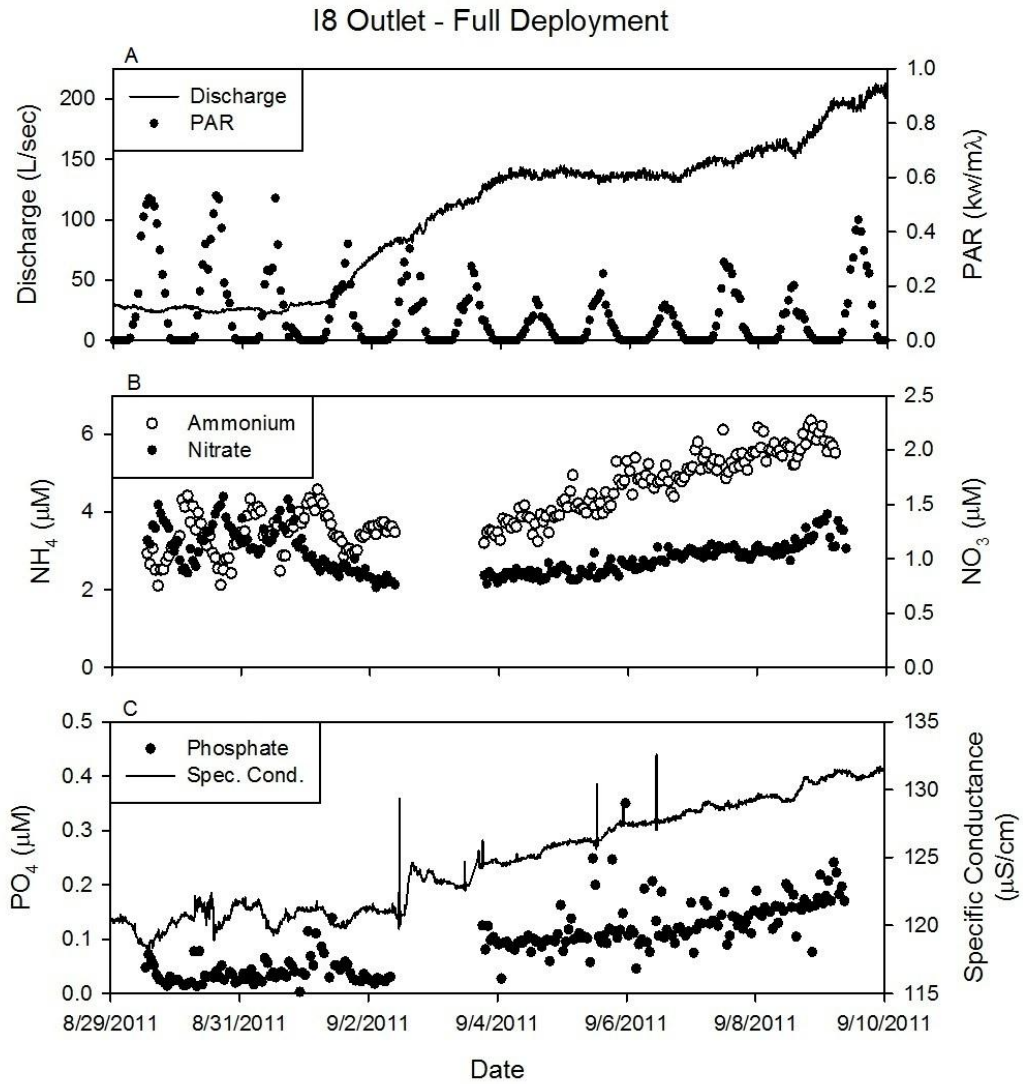 I8 Outlet - Full Deployment
A
Discharge
PAR
Discharge (L/sec)
200
150
100
50
0
PAR (kw/mλ)
1.0
0.8
0.6
0.4
0.2
0.0
B
Ammonium
Nitrate
NH4 (μM)
6
4
2
0
NO3 (μM)
2.5
2.0
1.5
1.0
0.5
0.0
C
Phosphate
Spec. Cond.
PO4 (μM)
0.5
0.4
0.3
0.2
0.1
0.0
Specific Conductance
(μS/cm)
135
130
125
120
115
8/29/2011 8/31/2011 9/2/2011 9/4/2011 9/6/2011 9/8/2011 9/10/2011
Date